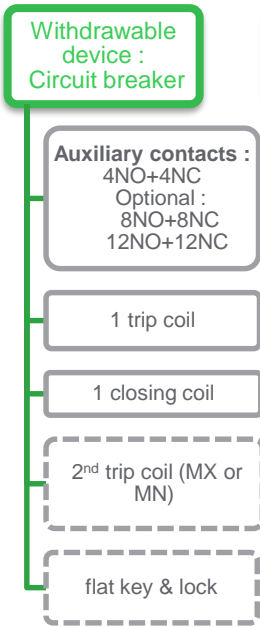 Withdrawable
device :
Circuit breaker
Auxiliary contacts :
4NO+4NC
Optional :
8NO+8NC
12NO+12NC
1 trip coil
1 closing coil
2nd trip coil (MX or
MN)
flat key & lock